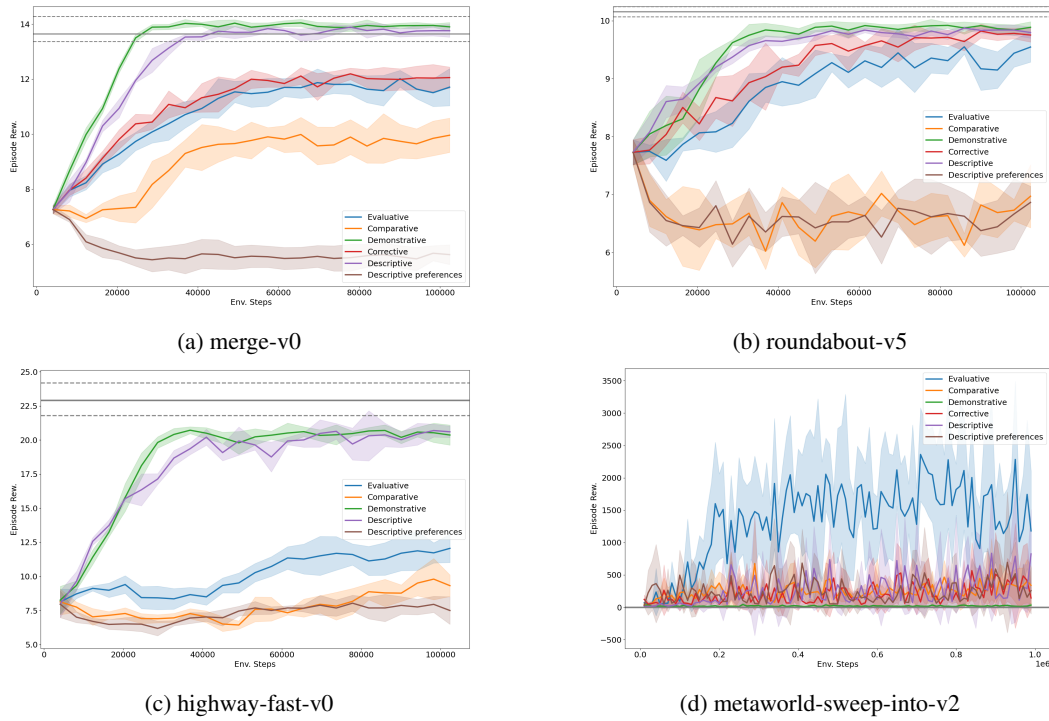 14
12
10
8
6
Episode Rew.
Evaluative
Comparative
Demonstrative
Corrective
Descriptive
Descriptive preferences
0 20000 40000 60000 80000 100000
Env. Steps
(a) merge-v0
10
9
8
7
6
Episode Rew.
Evaluative
Comparative
Demonstrative
Corrective
Descriptive
Descriptive preferences
0 20000 40000 60000 80000 100000
Env. Steps
(b) roundabout-v5
25.0
22.5
20.0
17.5
15.0
12.5
10.0
7.5
5.0
Episode Rew.
Evaluative
Comparative
Demonstrative
Descriptive
Descriptive preferences
0 20000 40000 60000 80000 100000
Env. Steps
(c) highway-fast-v0
3500
3000
2500
2000
1500
1000
500
0
−500
Episode Rew.
Evaluative
Comparative
Demonstrative
Corrective
Descriptive
Descriptive preferences
0.0 0.2 0.4 0.6 0.8 1.0
1e6
Env. Steps
(d) metaworld-sweep-into-v2